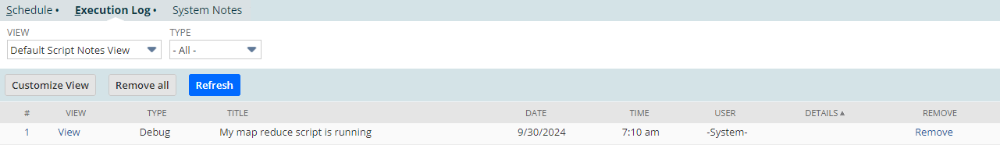 Schedule • Execution Log • System Notes
VIEW TYPE
Default Script Notes View - All -
Customize View Remove all Refresh
# VIEW TYPE TITLE DATE TIME USER DETAILS▲ REMOVE
1 View Debug My map reduce script is running 9/30/2024 7:10 am -System- Remove